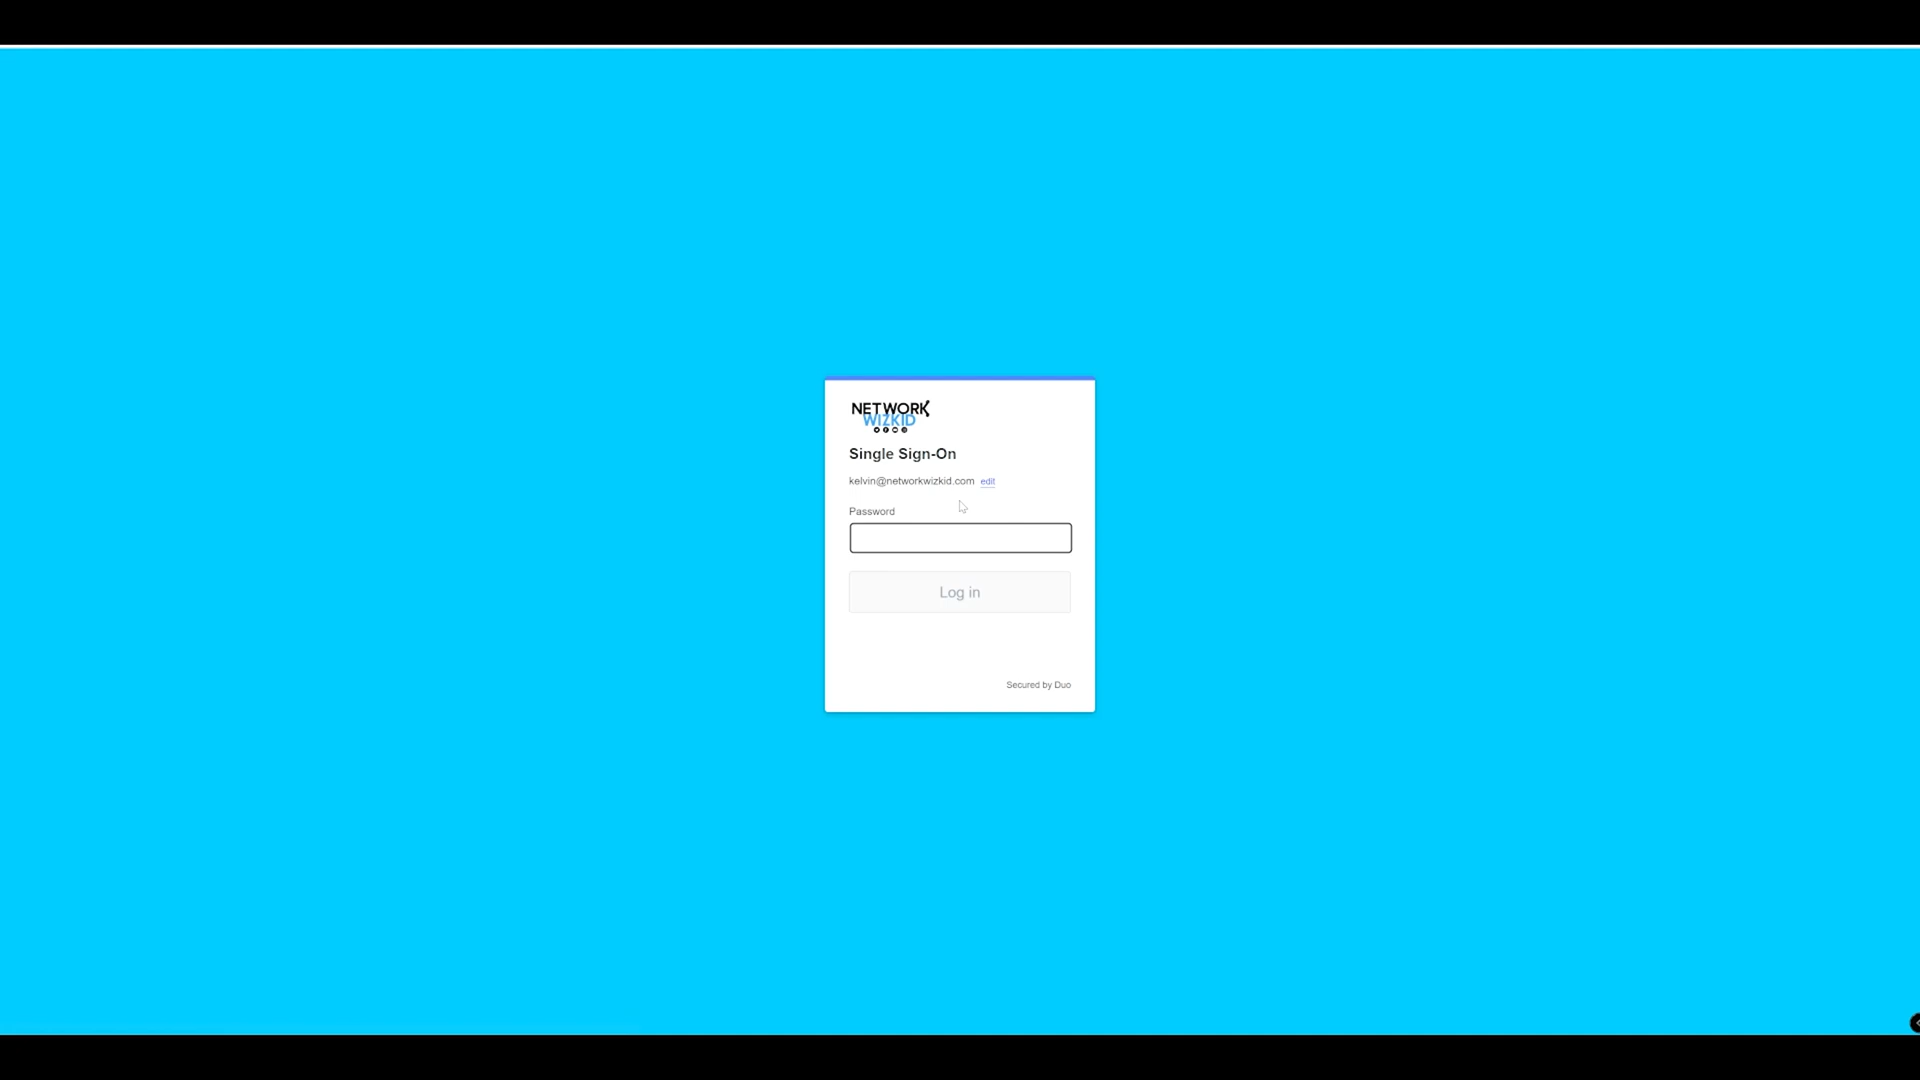 NETWORK
WIZKID
Single Sign-On
kelvin@networkwizkid.com edit
Password
Log in
Secured by Duo